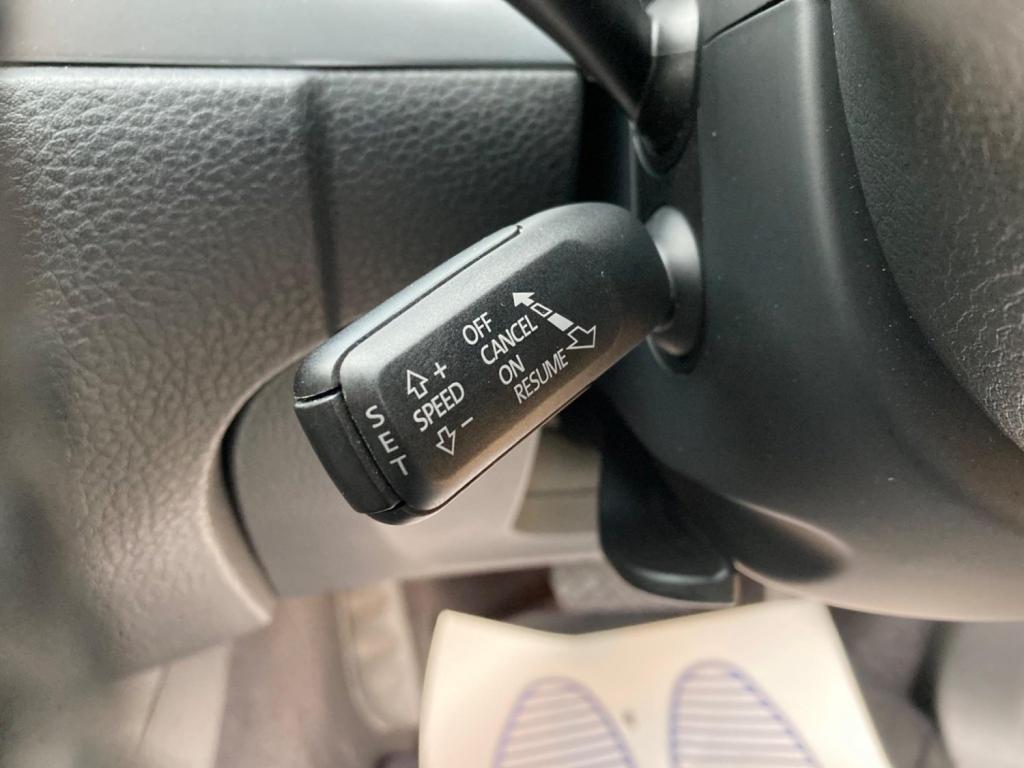 OFF
CANCEL
ON
RESUME
+
SPEED
−
SET